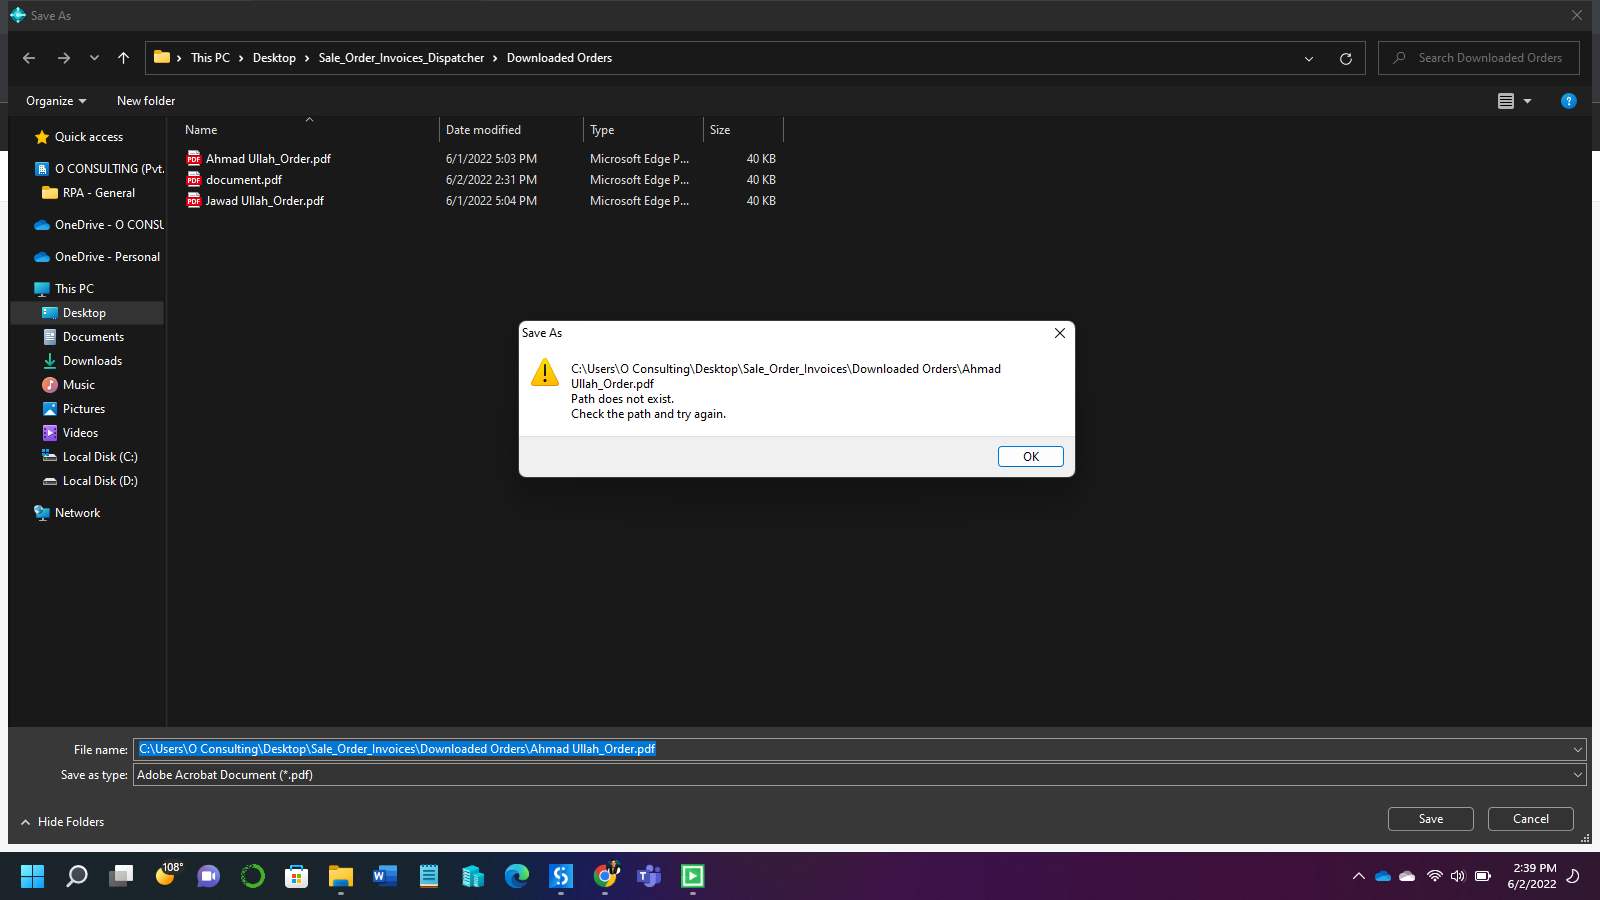 Save As
This PC > Desktop > Sale_Order_Invoices_Dispatcher > Downloaded Orders
Search Downloaded Orders
Organize
New folder
?
Name
Date modified
Type
Size
Quick access
O CONSULTING (Pvt.
RPA - General
OneDrive - O CONSU
OneDrive - Personal
This PC
Desktop
Documents
Downloads
Music
Pictures
Videos
Local Disk (C:)
Local Disk (D:)
Network
PDF Ahmad Ullah_Order.pdf 6/1/2022 5:03 PM Microsoft Edge P... 40 KB
PDF document.pdf 6/2/2022 2:31 PM Microsoft Edge P... 40 KB
PDF Jawad Ullah_Order.pdf 6/1/2022 5:04 PM Microsoft Edge P... 40 KB
Save As
C:\Users\O Consulting\Desktop\Sale_Order_Invoices\Downloaded Orders\Ahmad
Ullah_Order.pdf
Path does not exist.
Check the path and try again.
OK
File name: C:\Users\O Consulting\Desktop\Sale_Order_Invoices\Downloaded Orders\Ahmad Ullah_Order.pdf
Save as type: Adobe Acrobat Document (*.pdf)
Hide Folders
Save
Cancel
108°
2:39 PM
6/2/2022